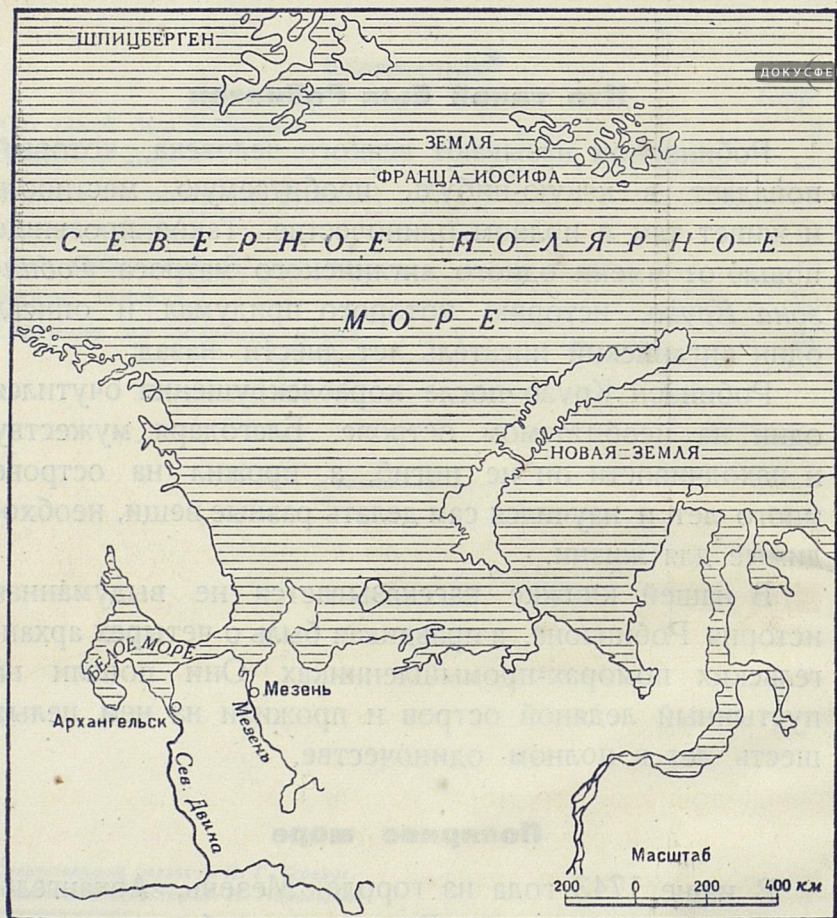 ШПИЦБЕРГЕН
ДОКУСФЕ
ЗЕМЛЯ
ФРАНЦА-ИОСИФА
СЕВЕРНОЕ ПОЛЯРНОЕ
МОРЕ
НОВАЯ ЗЕМЛЯ
БЕЛОЕ МОРЕ
Мезень
Архангельск
Мезень
Сев. Двина
Масштаб
200 0 200 400 км